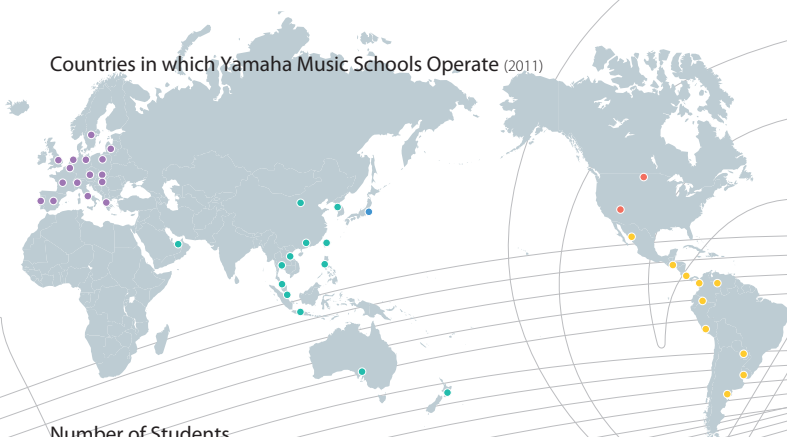 Countries in which Yamaha Music Schools Operate (2011)
Number of Students